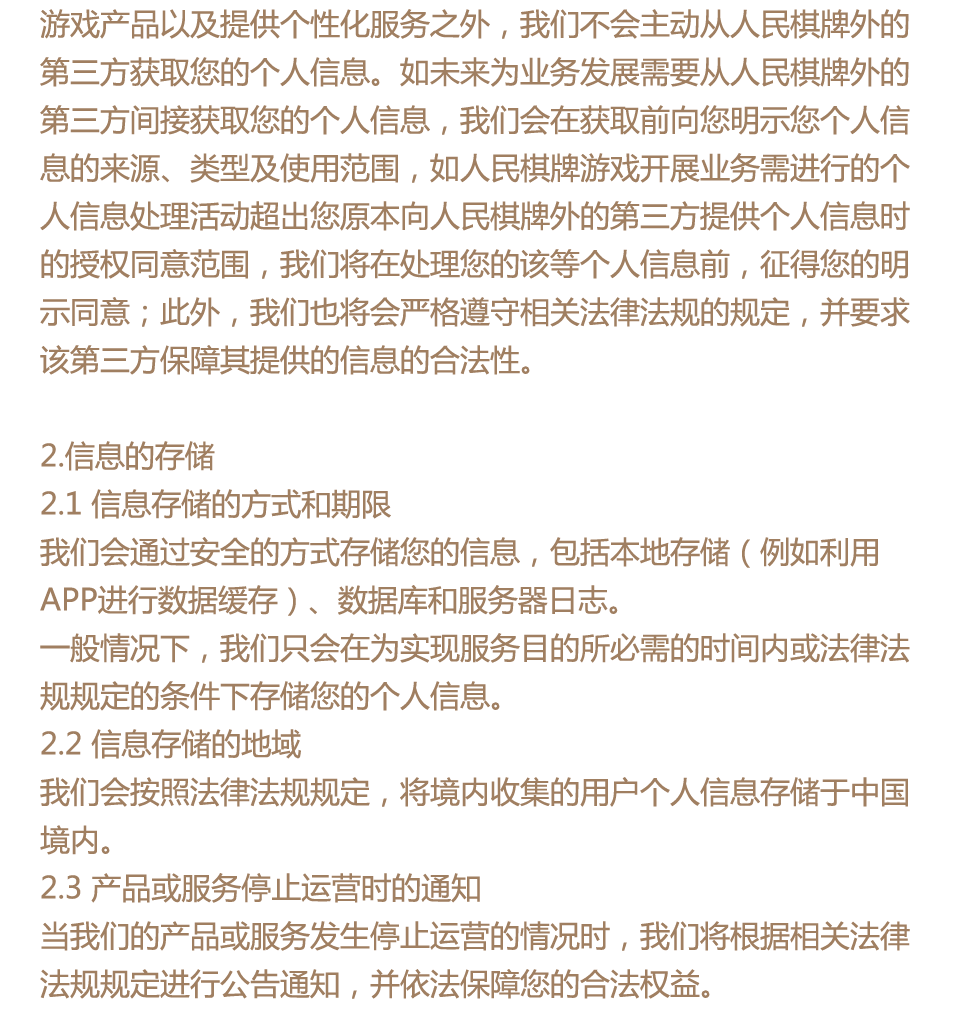 游戏产品以及提供个性化服务之外，我们不会主动从人民棋牌外的
第三方获取您的个人信息。如未来为业务发展需要从人民棋牌外的
第三方间接获取您的个人信息，我们会在获取前向您明示您个人信
息的来源、类型及使用范围，如人民棋牌游戏开展业务需进行的个
人信息处理活动超出您原本向人民棋牌外的第三方提供个人信息时
的授权同意范围，我们将在处理您的该等个人信息前，征得您的明
示同意；此外，我们也将会严格遵守相关法律法规的规定，并要求
该第三方保障其提供的信息的合法性。
2.信息的存储
2.1 信息存储的方式和期限
我们会通过安全的方式存储您的信息，包括本地存储（例如利用
APP进行数据缓存）、数据库和服务器日志。
一般情况下，我们只会在为实现服务目的所必需的时间内或法律法
规规定的条件下存储您的个人信息。
2.2 信息存储的地域
我们会按照法律法规规定，将境内收集的用户个人信息存储于中国
境内。
2.3 产品或服务停止运营时的通知
当我们的产品或服务发生停止运营的情况时，我们将根据相关法律
法规规定进行公告通知，并依法保障您的合法权益。